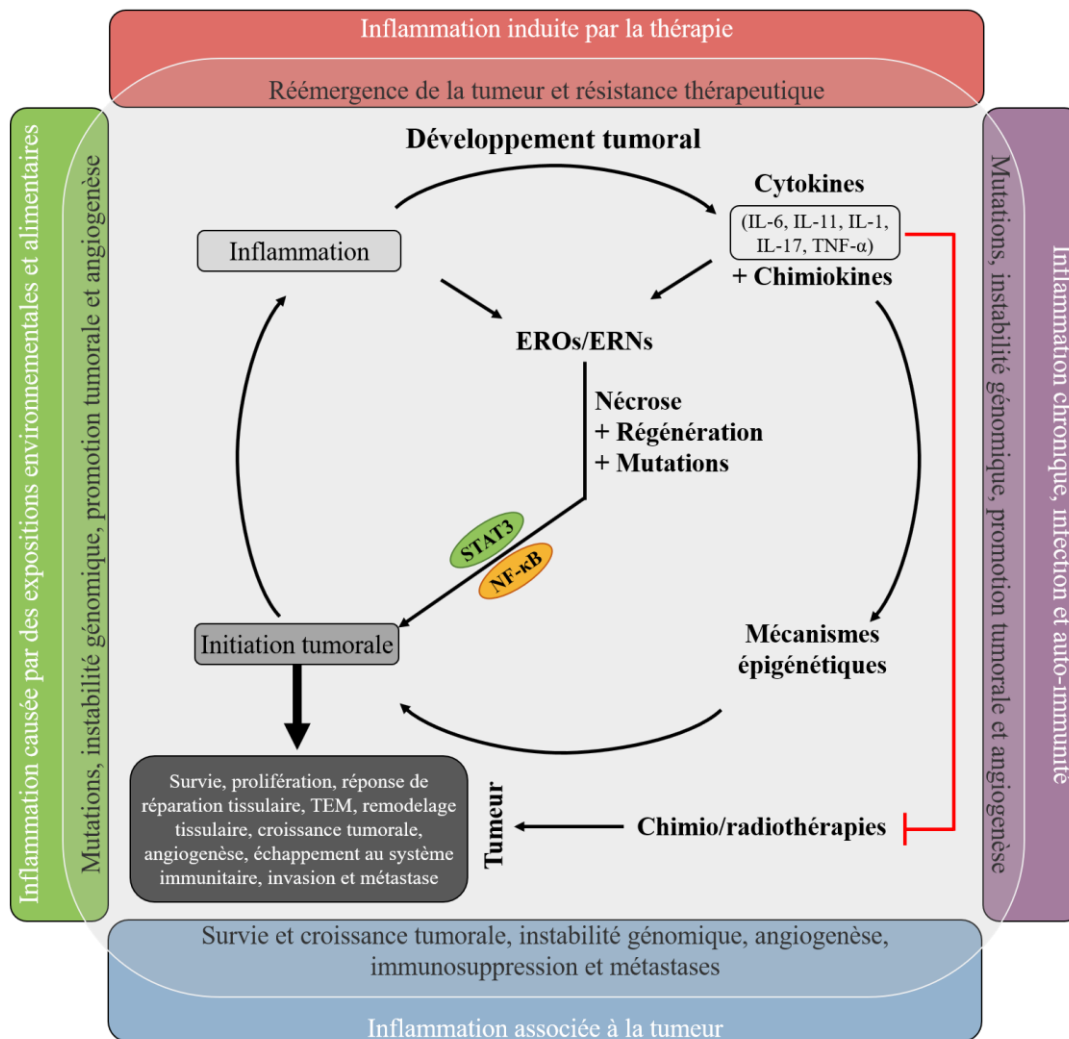 Inflammation induite par la thérapie
Réémergence de la tumeur et résistance thérapeutique
Inflammation causée par des expositions environnementales et alimentaires
Mutations, instabilité génomique, promotion tumorale et angiogenèse
Développement tumoral
Cytokines
(IL-6, IL-11, IL-1,
IL-17, TNF-α)
+ Chimiokines
Inflammation
EROs/ERNs
Nécrose
+ Régénération
+ Mutations
STAT3
NF-κB
Initiation tumorale
Mécanismes
épigénétiques
Survie, prolifération, réponse de
réparation tissulaire, TEM, remodelage
tissulaire, croissance tumorale,
angiogenèse, échappement au système
immunitaire, invasion et métastase
Tumeur
Chimio/radiothérapies
Mutations, instabilité génomique, promotion tumorale et angiogenèse
Inflammation chronique, infection et auto-immunité
Survie et croissance tumorale, instabilité génomique, angiogenèse,
immunosuppression et métastases
Inflammation associée à la tumeur